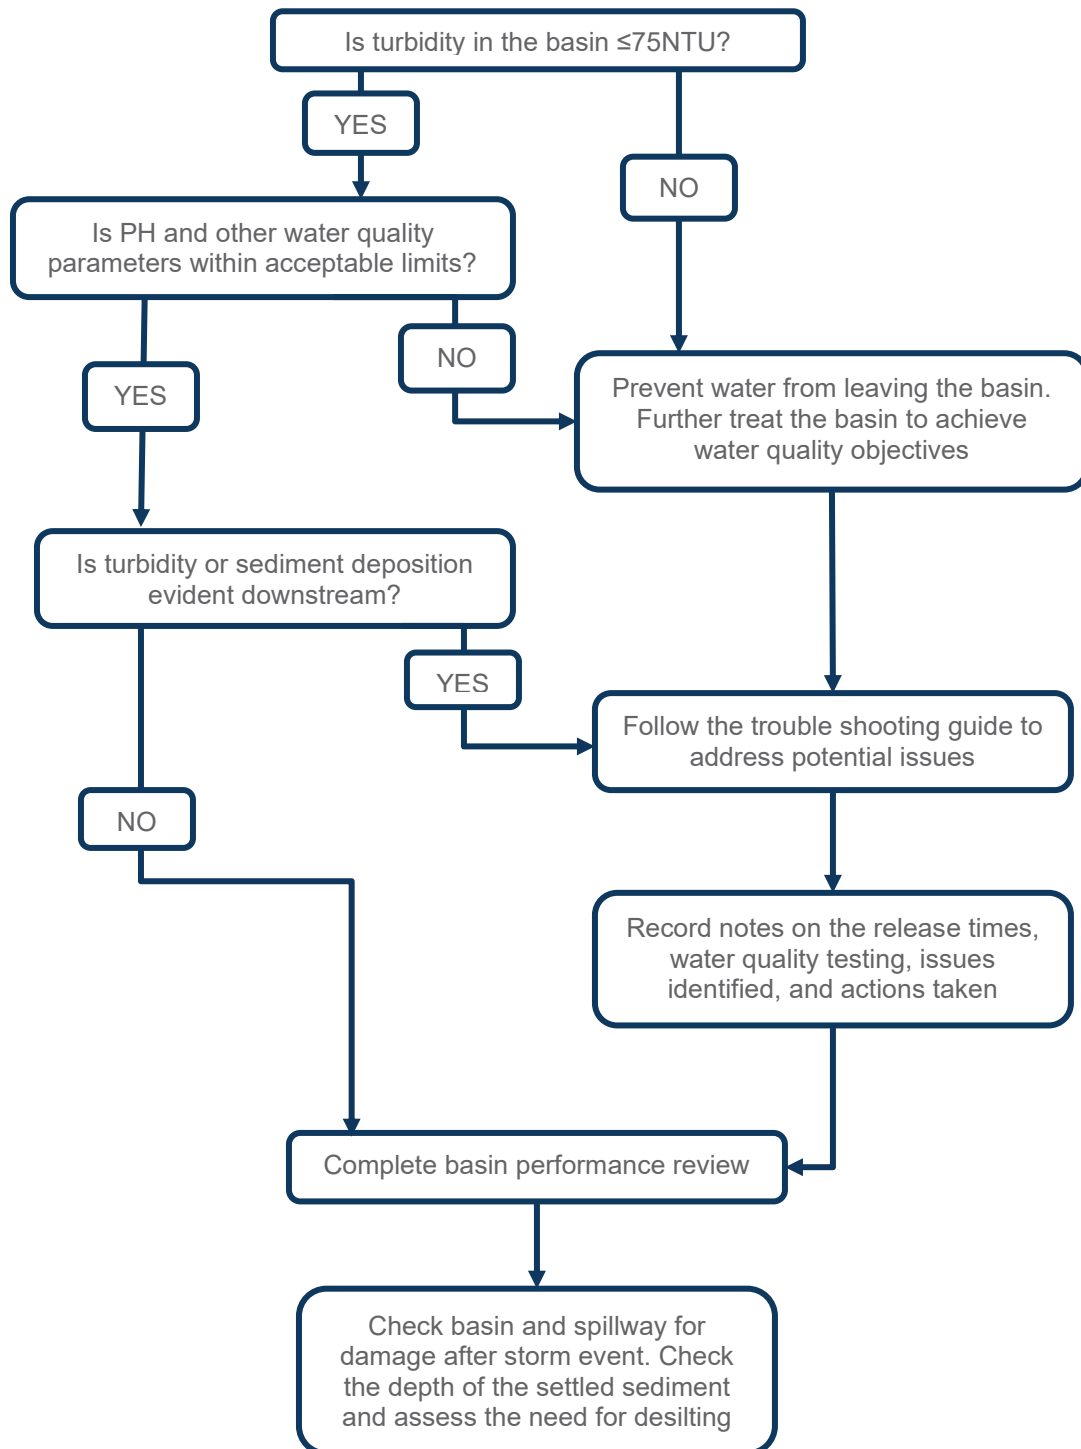 Is turbidity in the basin ≤75NTU?
YES
NO
Is PH and other water quality
parameters within acceptable limits?
NO
YES
Prevent water from leaving the basin.
Further treat the basin to achieve
water quality objectives
Is turbidity or sediment deposition
evident downstream?
YES
Follow the trouble shooting guide to
address potential issues
NO
Record notes on the release times,
water quality testing, issues
identified, and actions taken
Complete basin performance review
Check basin and spillway for
damage after storm event. Check
the depth of the settled sediment
and assess the need for desilting